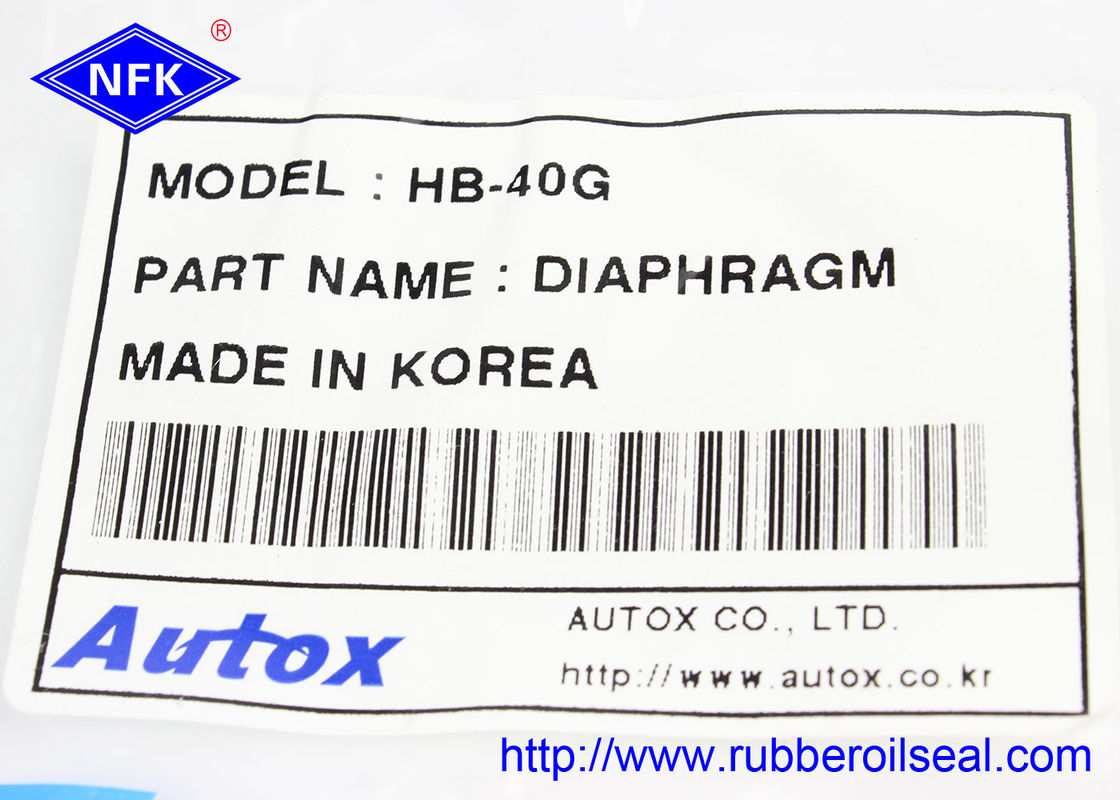 NFK ®
MODEL : HB-40G
PART NAME : DIAPHRAGM
MADE IN KOREA
Autox
AUTOX CO., LTD.
http://www.autox.co.kr
http://www.rubberoilseal.com